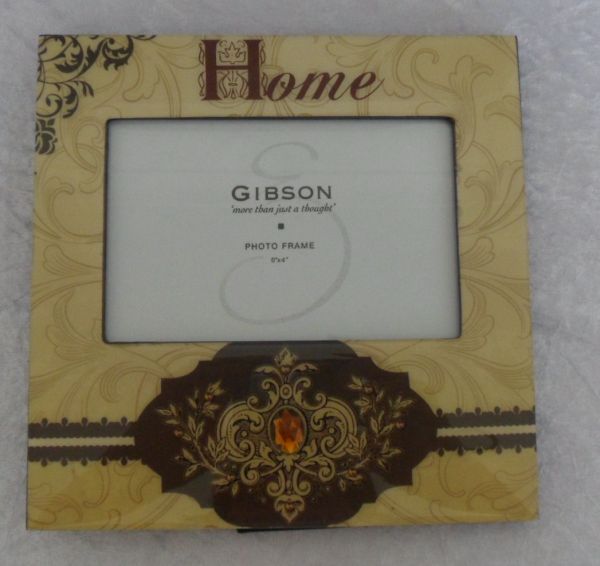 Home
GIBSON
'more than just a thought'
PHOTO FRAME
6"x4"